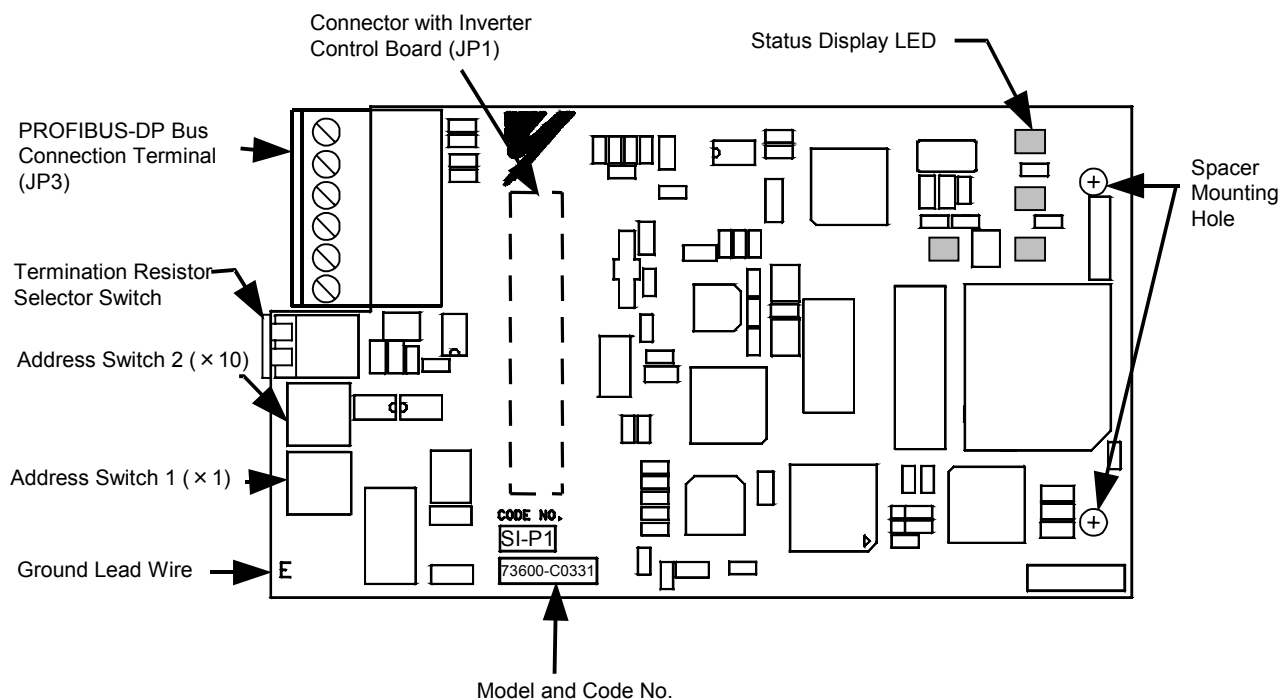 Connector with Inverter
Control Board (JP1)
Status Display LED
PROFIBUS-DP Bus
Connection Terminal
(JP3)
Spacer
Mounting
Hole
Termination Resistor
Selector Switch
Address Switch 2 (×10)
Address Switch 1 (×1)
CODE NO.
SI-P1
73600-C0331
Ground Lead Wire
E
Model and Code No.